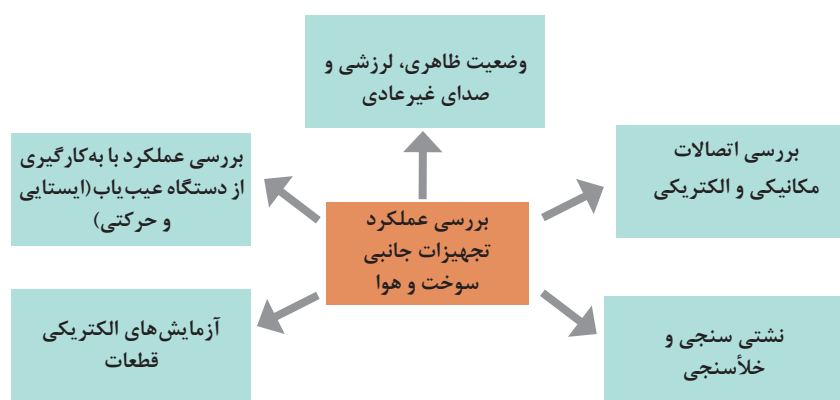 وضعیت ظاهری، لرزشی و
صدای غیرعادی
بررسی اتصالات
مکانیکی و الکتریکی
بررسی عملکرد با به‌کارگیری
از دستگاه عیب‌یاب(ایستایی
و حرکتی)
بررسی عملکرد
تجهیزات جانبی
سوخت و هوا
نشتی سنجی و
خلأسنجی
آزمایش‌های الکتریکی
قطعات